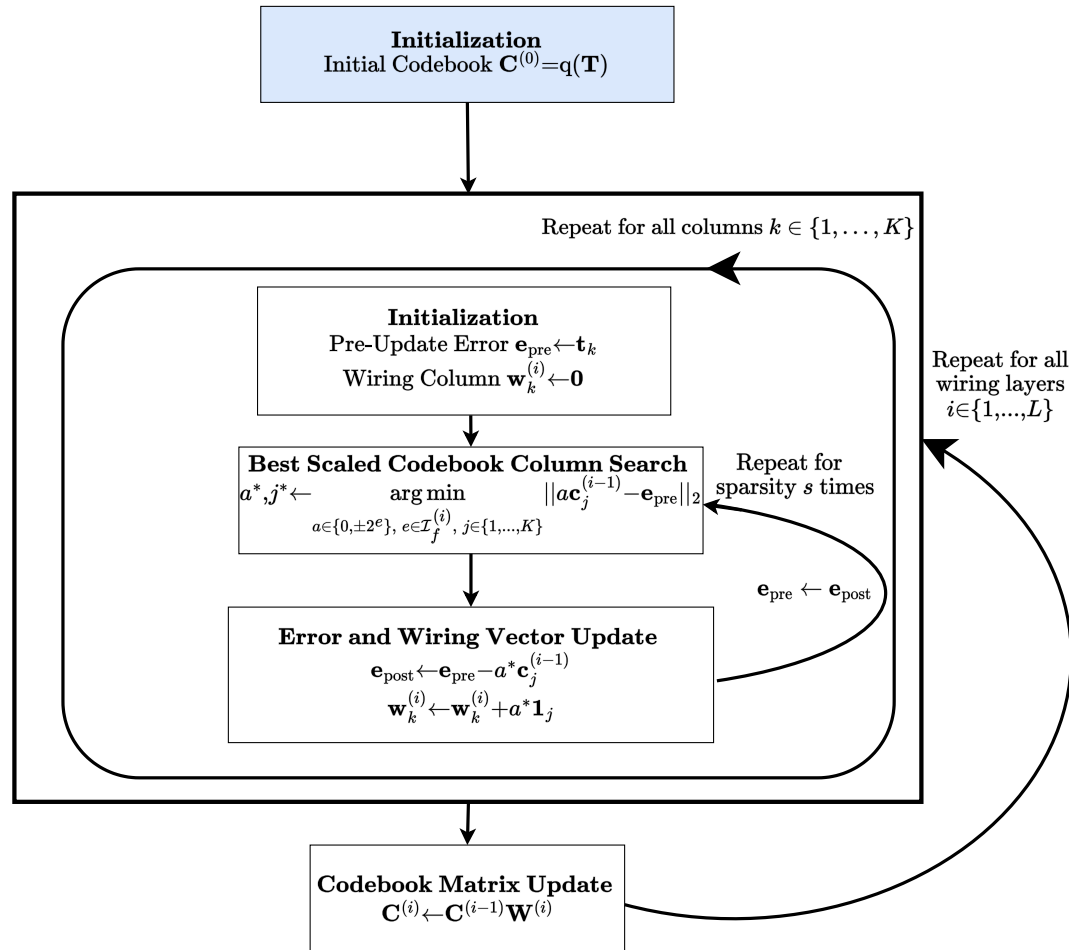 Initialization
Initial Codebook C^(0)=q(T)
Repeat for all columns k ∈ {1, . . . , K}
Initialization
Pre-Update Error e_pre←t_k
Wiring Column w_k^(i)←0
Repeat for all
wiring layers
i∈{1,...,L}
Best Scaled Codebook Column Search
a*,j*← arg min ||ac_j^(i−1)−e_pre||_2
a∈{0,±2^e}, e∈I_f^(i), j∈{1,...,K}
Repeat for
sparsity s times
e_pre ← e_post
Error and Wiring Vector Update
e_post←e_pre−a*c_j^(i−1)
w_k^(i)←w_k^(i)+a*1_j
Codebook Matrix Update
C^(i)←C^(i−1)W^(i)